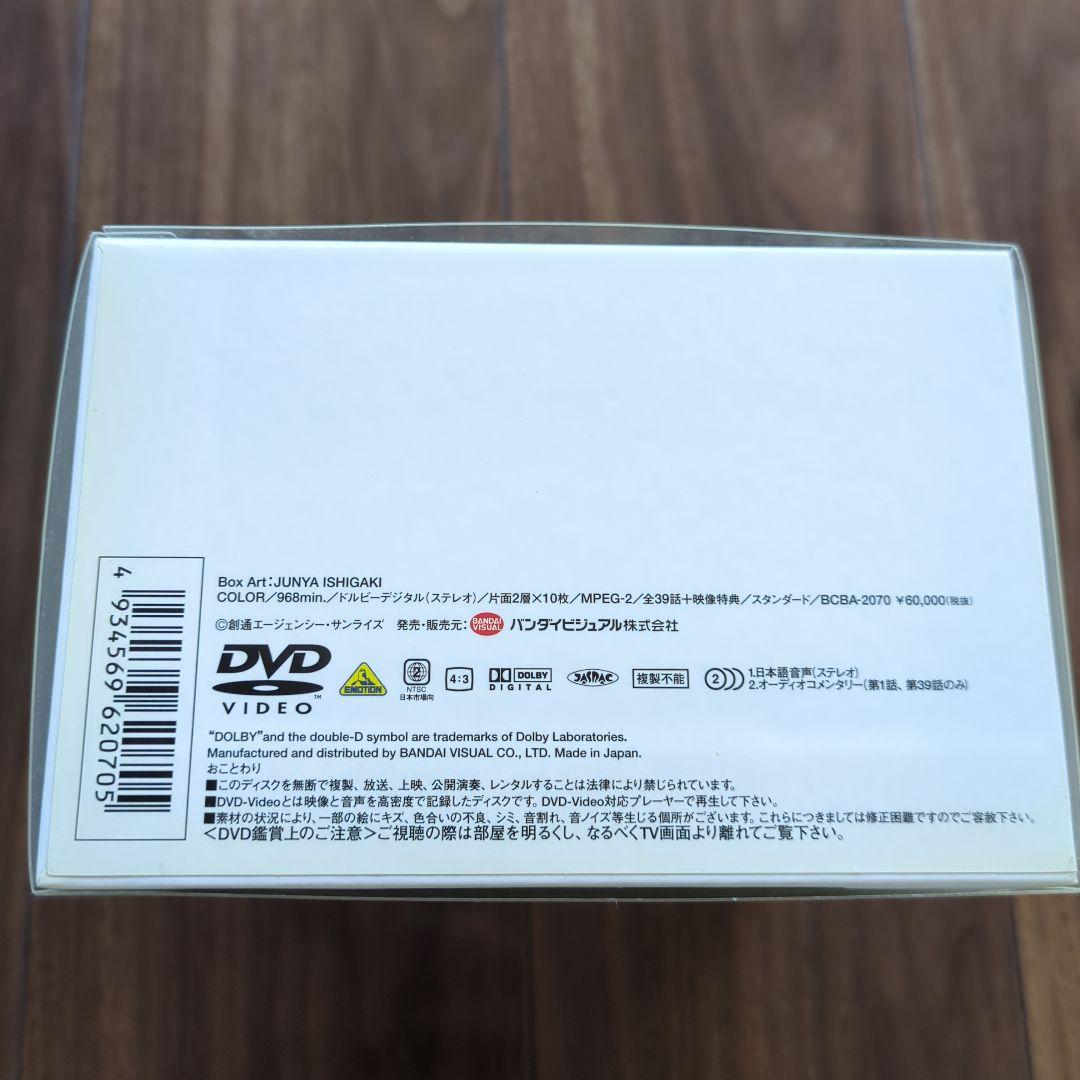 Box Art：JUNYA ISHIGAKI
COLOR／968min.／ドルビーデジタル（ステレオ）／片面2層×10枚／MPEG-2／全39話＋映像特典／スタンダード／BCBA-2070 ￥60,000（税抜）
©創通エージェンシー・サンライズ 発売・販売元： BANDAI VISUAL バンダイビジュアル株式会社
DVD VIDEO ™
EMOTION
2 NTSC 日本市場向
4：3
DOLBY DIGITAL
JASRAC
複製不能
2 1.日本語音声（ステレオ）
2.オーディオコメンタリー（第1話、第39話のみ）
“DOLBY”and the double-D symbol are trademarks of Dolby Laboratories.
Manufactured and distributed by BANDAI VISUAL CO., LTD. Made in Japan.
おことわり
■このディスクを無断で複製、放送、上映、公開演奏、レンタルすることは法律により禁じられています。
■DVD-Videoとは映像と音声を高密度で記録したディスクです。DVD-Video対応プレーヤーで再生して下さい。
■素材の状況により、一部の絵にキズ、色合いの不良、シミ、音割れ、音ノイズ等生じる個所がございます。これらにつきましては修正困難ですのでご容赦下さい。
＜DVD鑑賞上のご注意＞ご視聴の際は部屋を明るくし、なるべくTV画面より離れてご覧下さい。
4 934569 620705